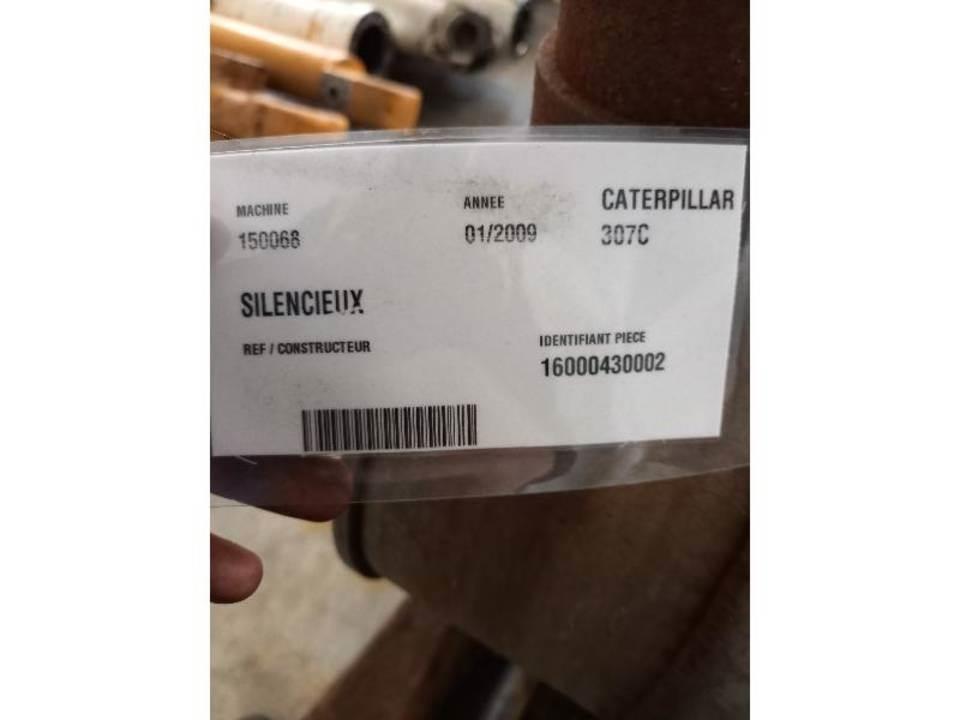 MACHINE
150068
ANNEE
01/2009
CATERPILLAR
307C
SILENCIEUX
REF / CONSTRUCTEUR
IDENTIFIANT PIECE
16000430002